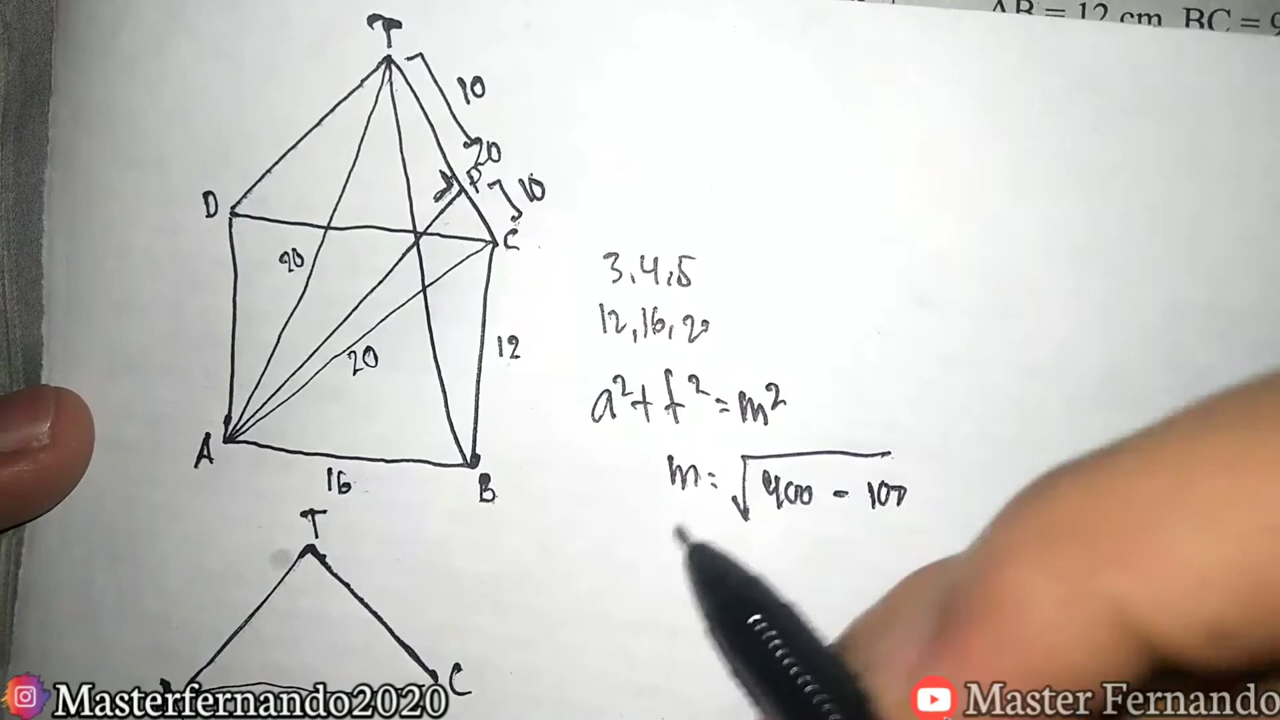 AB = 12 cm BC = 9
T
10
20
P
10
D
C
20
20
12
A
16
B
3,4,5
12,16,20
a²+t²=m²
m=√400-100
T
C
Masterfernando2020
Master Fernando